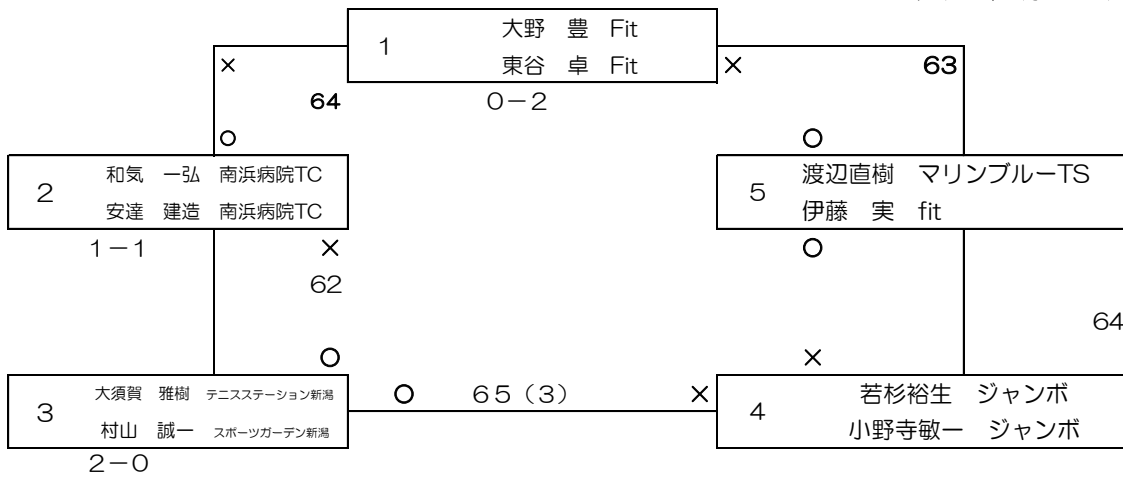 1
大野 豊 Fit
東谷 卓 Fit
× × 63
64 0-2
○ ○
2
和気 一弘 南浜病院TC
安達 建造 南浜病院TC
5
渡辺直樹 マリンブルーTS
伊藤 実 fit
1-1 × ○
62
64
○ ×
3
大須賀 雅樹 テニスステーション新潟
村山 誠一 スポーツガーデン新潟
○ 65(3) ×
4
若杉裕生 ジャンボ
小野寺敏一 ジャンボ
2-0